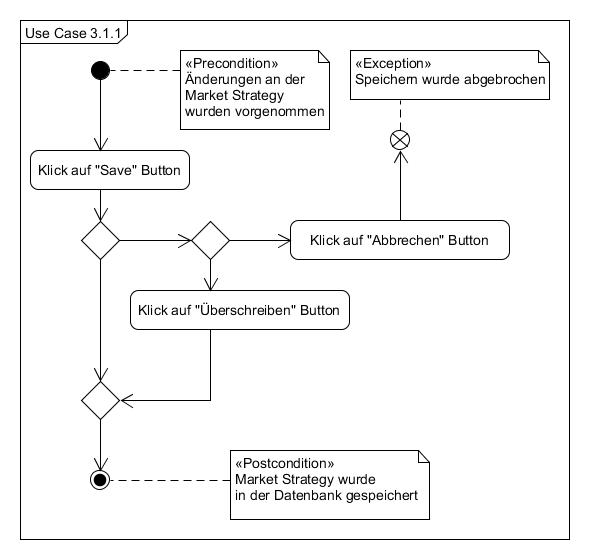 Use Case 3.1.1
«Precondition»
Änderungen an der
Market Strategy
wurden vorgenommen
«Exception»
Speichern wurde abgebrochen
Klick auf "Save" Button
Klick auf "Abbrechen" Button
Klick auf "Überschreiben" Button
«Postcondition»
Market Strategy wurde
in der Datenbank gespeichert